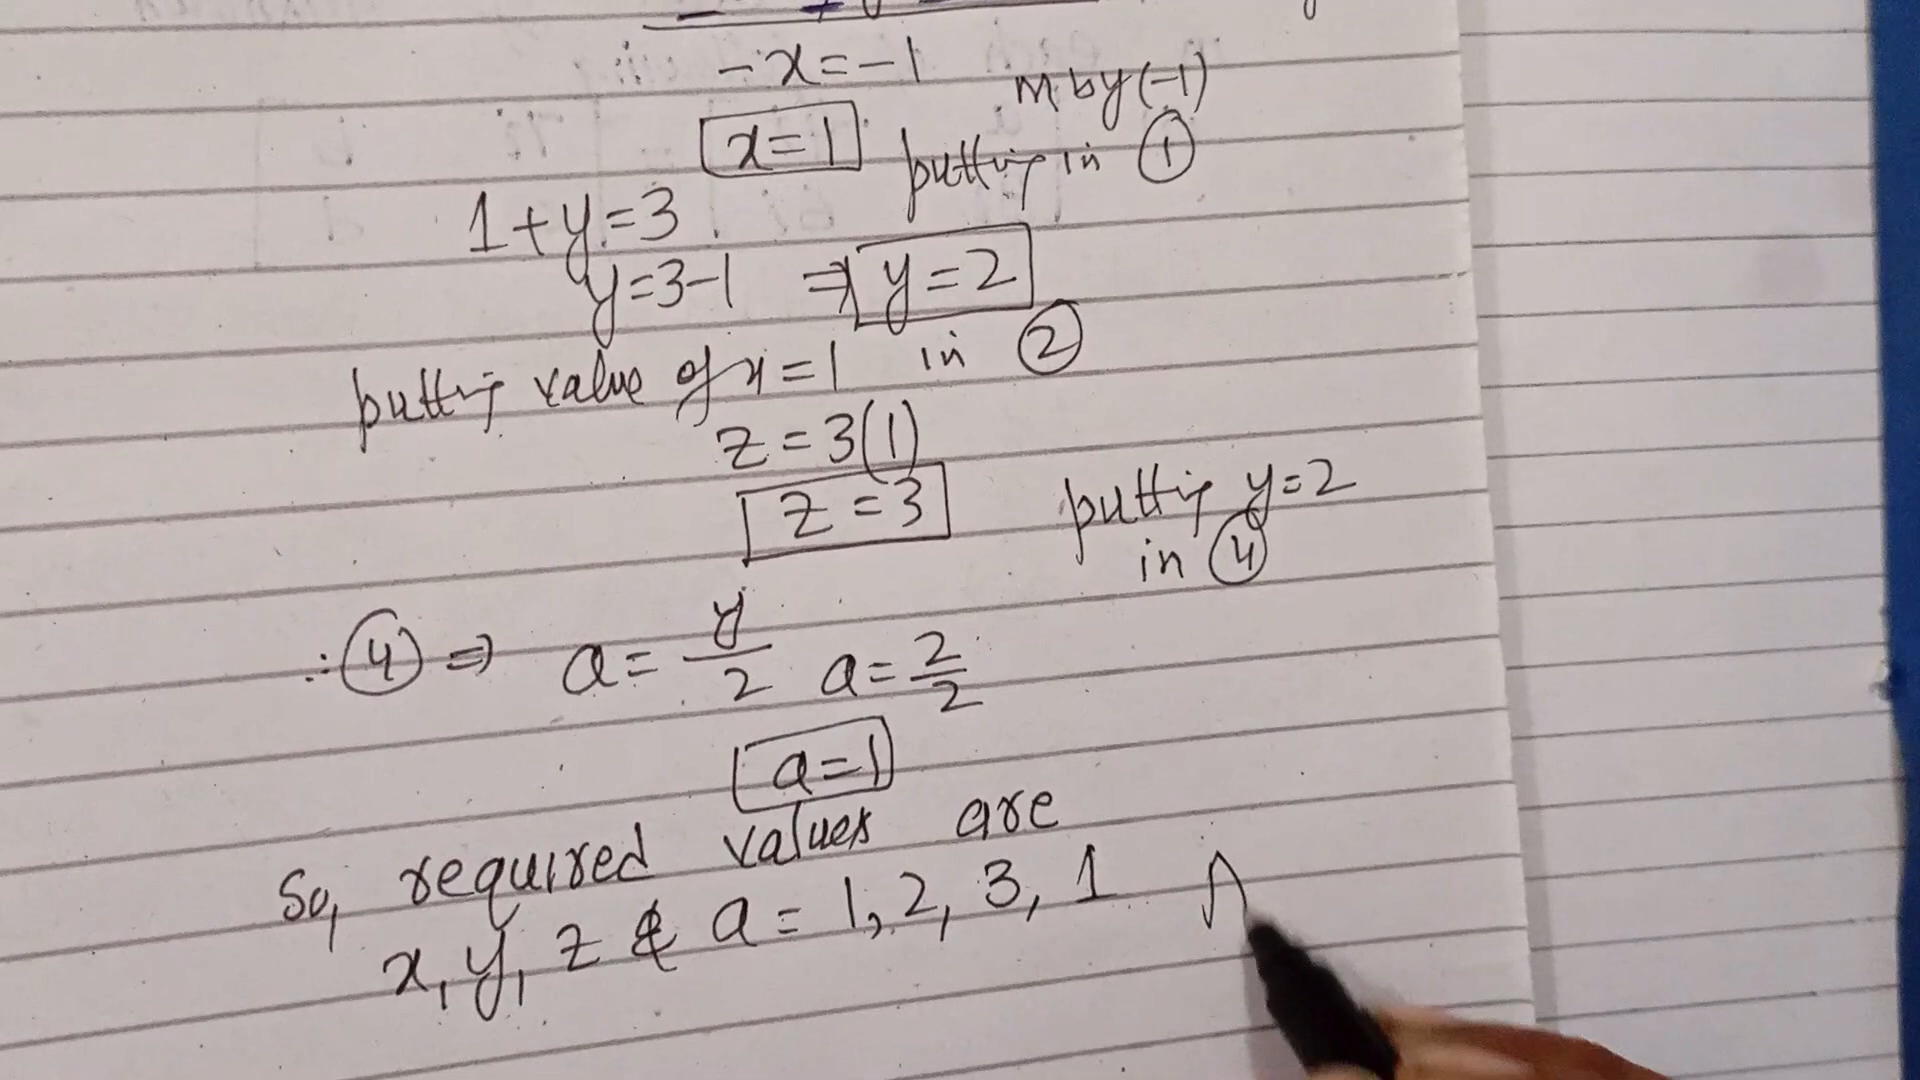 -x=-1
m by (-1)
x=1 putting in ①
1+y=3
y=3-1 ⇒ y=2
putting value of x=1 in ②
z=3(1)
z=3 putting y=2
in ④
∴ ④ ⇒ a=y/2 a=2/2
a=1
So, required values are
x, y, z & a = 1, 2, 3, 1